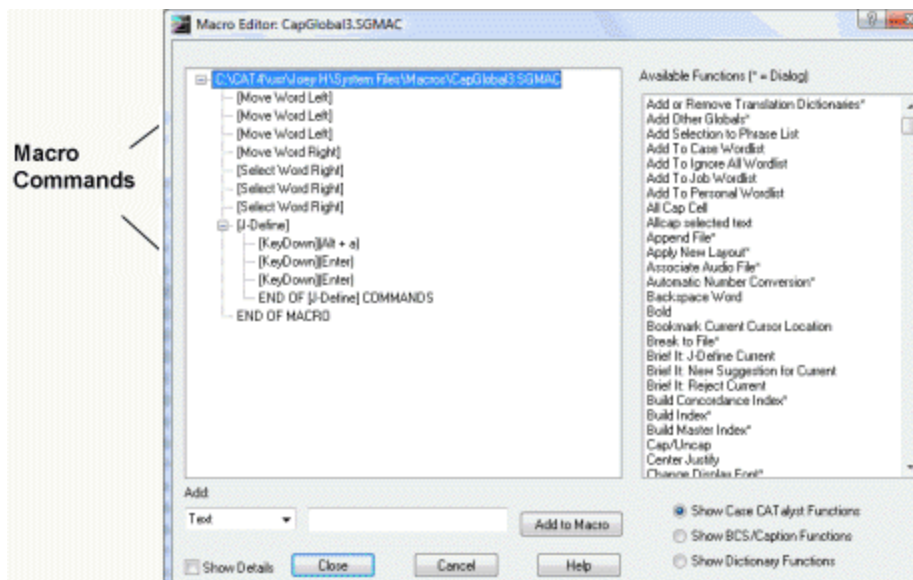 Macro Editor: CapGlobal3.SGMAC
C:\CAT4\usr\Joey H\System Files\Macros\CapGlobal3.SGMAC
[Move Word Left]
[Move Word Left]
[Move Word Left]
[Move Word Right]
[Select Word Right]
[Select Word Right]
[Select Word Right]
[J-Define]
[KeyDown](Alt + a)
[KeyDown](Enter)
[KeyDown](Enter)
END OF [J-Define] COMMANDS
END OF MACRO
Macro
Commands
Available Functions (* = Dialog)
Add or Remove Translation Dictionaries*
Add Other Globals*
Add Selection to Phrase List
Add To Case Wordlist
Add To Ignore All Wordlist
Add To Job Wordlist
Add To Personal Wordlist
All Cap Cell
Allcap selected text
Append File*
Apply New Layout*
Associate Audio File*
Automatic Number Conversion*
Backspace Word
Bold
Bookmark Current Cursor Location
Break to File*
Brief It: J-Define Current
Brief It: New Suggestion for Current
Brief It: Reject Current
Build Concordance Index*
Build Index*
Build Master Index*
Cap/Uncap
Center Justify
Change Display Font*
Add:
Text
Add to Macro
Show Details
Close
Cancel
Help
Show Case CATalyst Functions
Show BCS/Caption Functions
Show Dictionary Functions